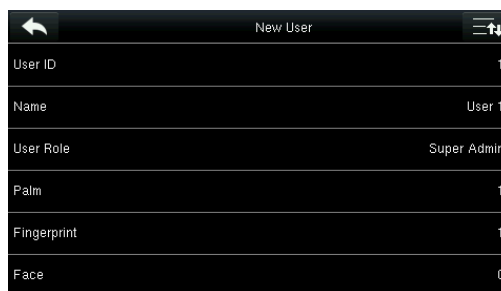 New User
User ID 1
Name User 1
User Role Super Admin
Palm 1
Fingerprint 1
Face 0